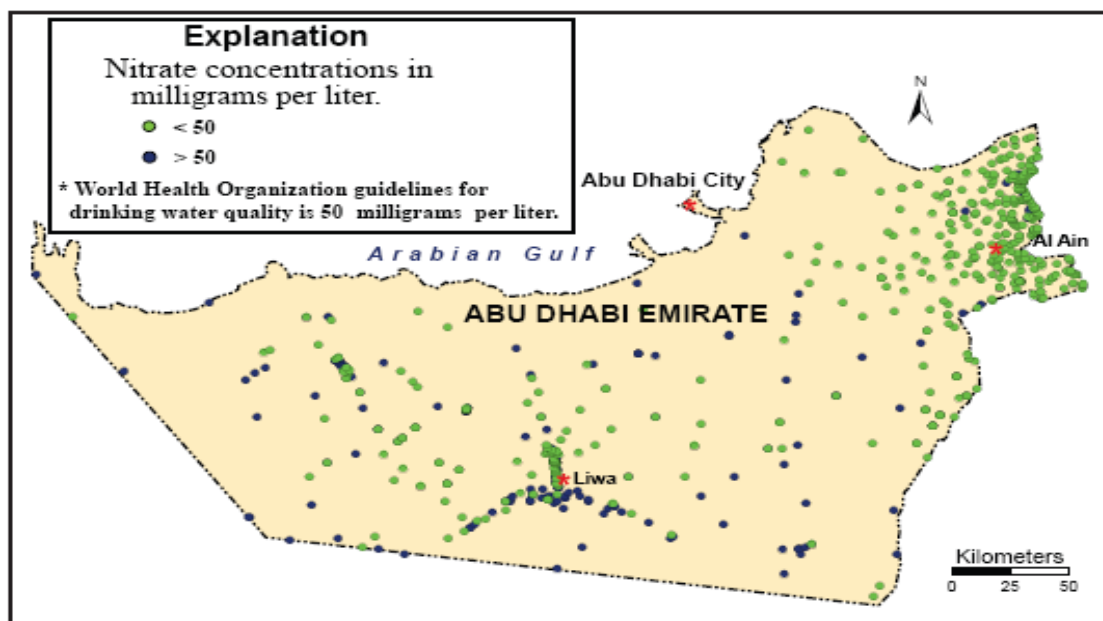 Explanation
Nitrate concentrations in
milligrams per liter.
< 50
> 50
* World Health Organization guidelines for
drinking water quality is 50 milligrams per liter.
N
Abu Dhabi City
Al Ain
Arabian Gulf
ABU DHABI EMIRATE
Liwa
Kilometers
0 25 50